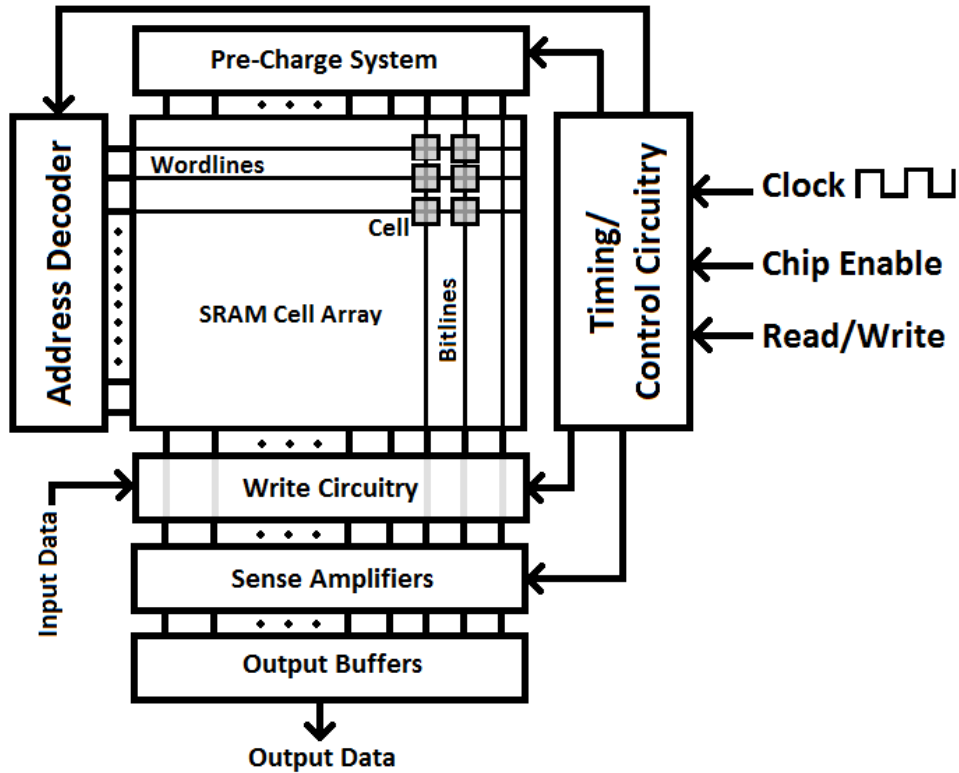 Pre-Charge System
Address Decoder
Wordlines
Cell
SRAM Cell Array
Bitlines
Timing/
Control Circuitry
Clock
Chip Enable
Read/Write
Write Circuitry
Input Data
Sense Amplifiers
Output Buffers
Output Data